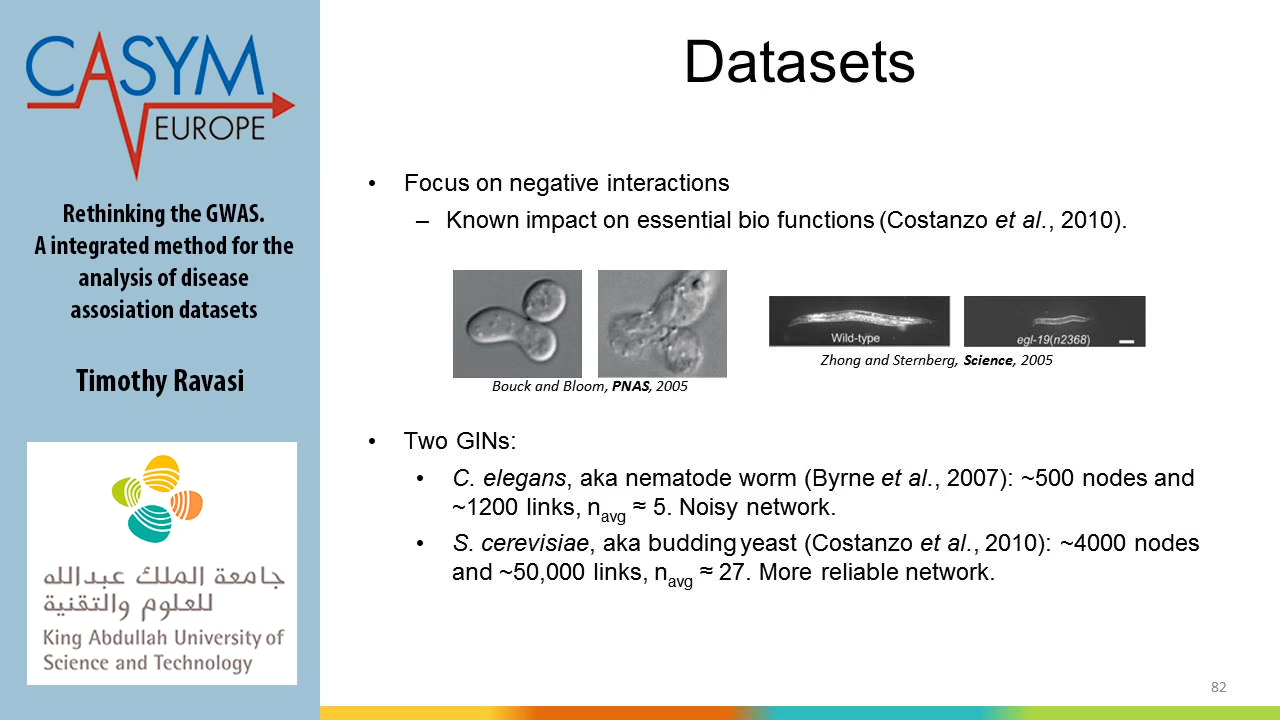 CASYM
EUROPE
Rethinking the GWAS.
A integrated method for the
analysis of disease
assosiation datasets
Timothy Ravasi
جامعة الملك عبدالله
للعلوم والتقنية
King Abdullah University of
Science and Technology
Datasets
• Focus on negative interactions
– Known impact on essential bio functions (Costanzo et al., 2010).
Wild-type
egl-19(n2368)
Bouck and Bloom, PNAS, 2005
Zhong and Sternberg, Science, 2005
• Two GINs:
• C. elegans, aka nematode worm (Byrne et al., 2007): ~500 nodes and
~1200 links, navg ≈ 5. Noisy network.
• S. cerevisiae, aka budding yeast (Costanzo et al., 2010): ~4000 nodes
and ~50,000 links, navg ≈ 27. More reliable network.
82